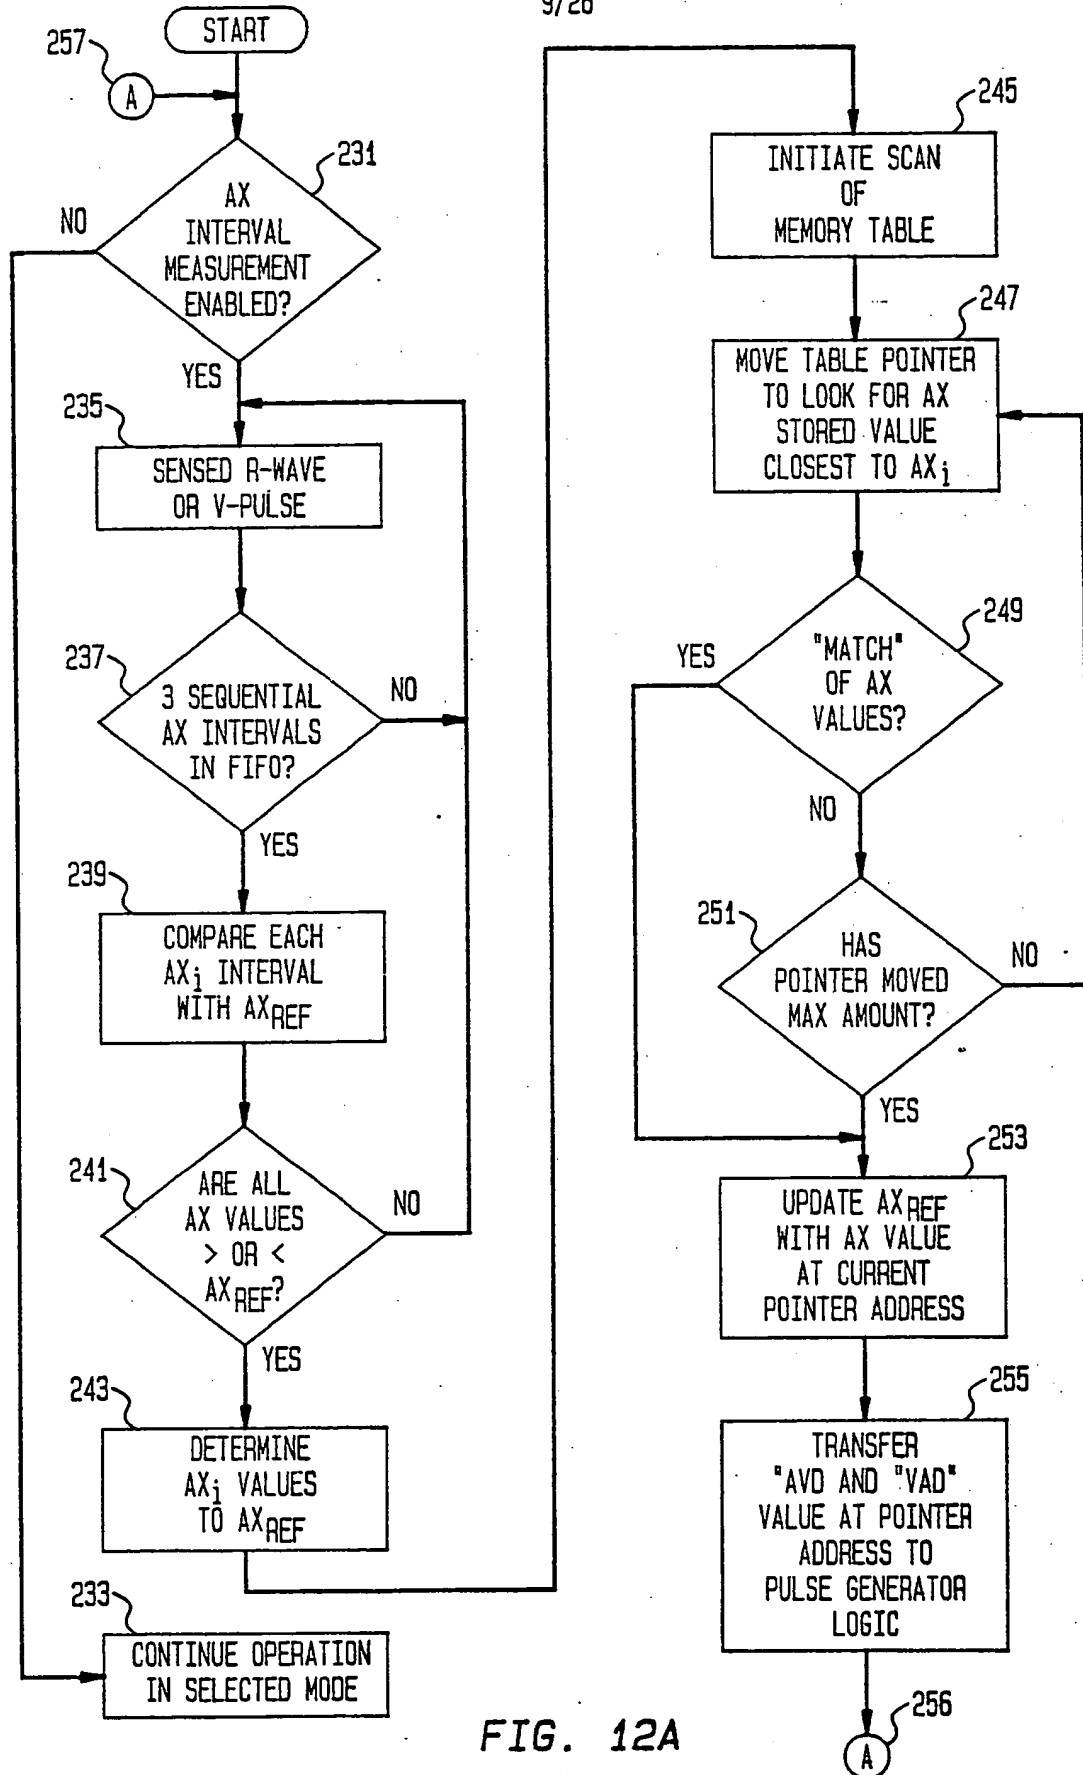 9/26
START
257
A
231
AX
INTERVAL
MEASUREMENT
ENABLED?
NO
YES
235
SENSED R-WAVE
OR V-PULSE
237
3 SEQUENTIAL
AX INTERVALS
IN FIFO?
NO
YES
239
COMPARE EACH
AXi INTERVAL
WITH AXREF
241
ARE ALL
AX VALUES
> OR <
AXREF?
NO
YES
243
DETERMINE
AXi VALUES
TO AXREF
233
CONTINUE OPERATION
IN SELECTED MODE
245
INITIATE SCAN
OF
MEMORY TABLE
247
MOVE TABLE POINTER
TO LOOK FOR AX
STORED VALUE
CLOSEST TO AXi
249
"MATCH"
OF AX
VALUES?
YES
NO
251
HAS
POINTER MOVED
MAX AMOUNT?
NO
YES
253
UPDATE AXREF
WITH AX VALUE
AT CURRENT
POINTER ADDRESS
255
TRANSFER
"AVD AND "VAD"
VALUE AT POINTER
ADDRESS TO
PULSE GENERATOR
LOGIC
256
A
FIG. 12A